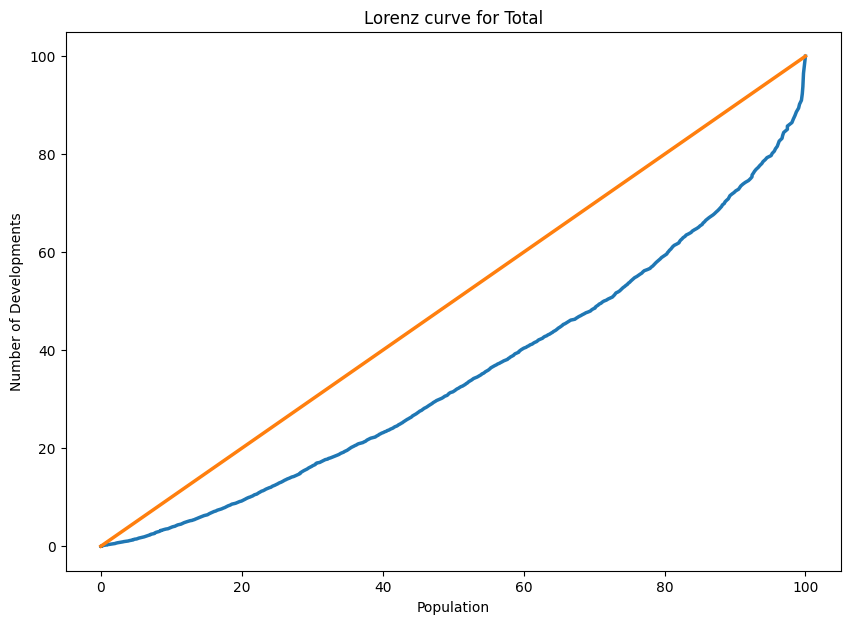 Lorenz curve for Total
100
80
60
40
20
0
Number of Developments
0 20 40 60 80 100
Population